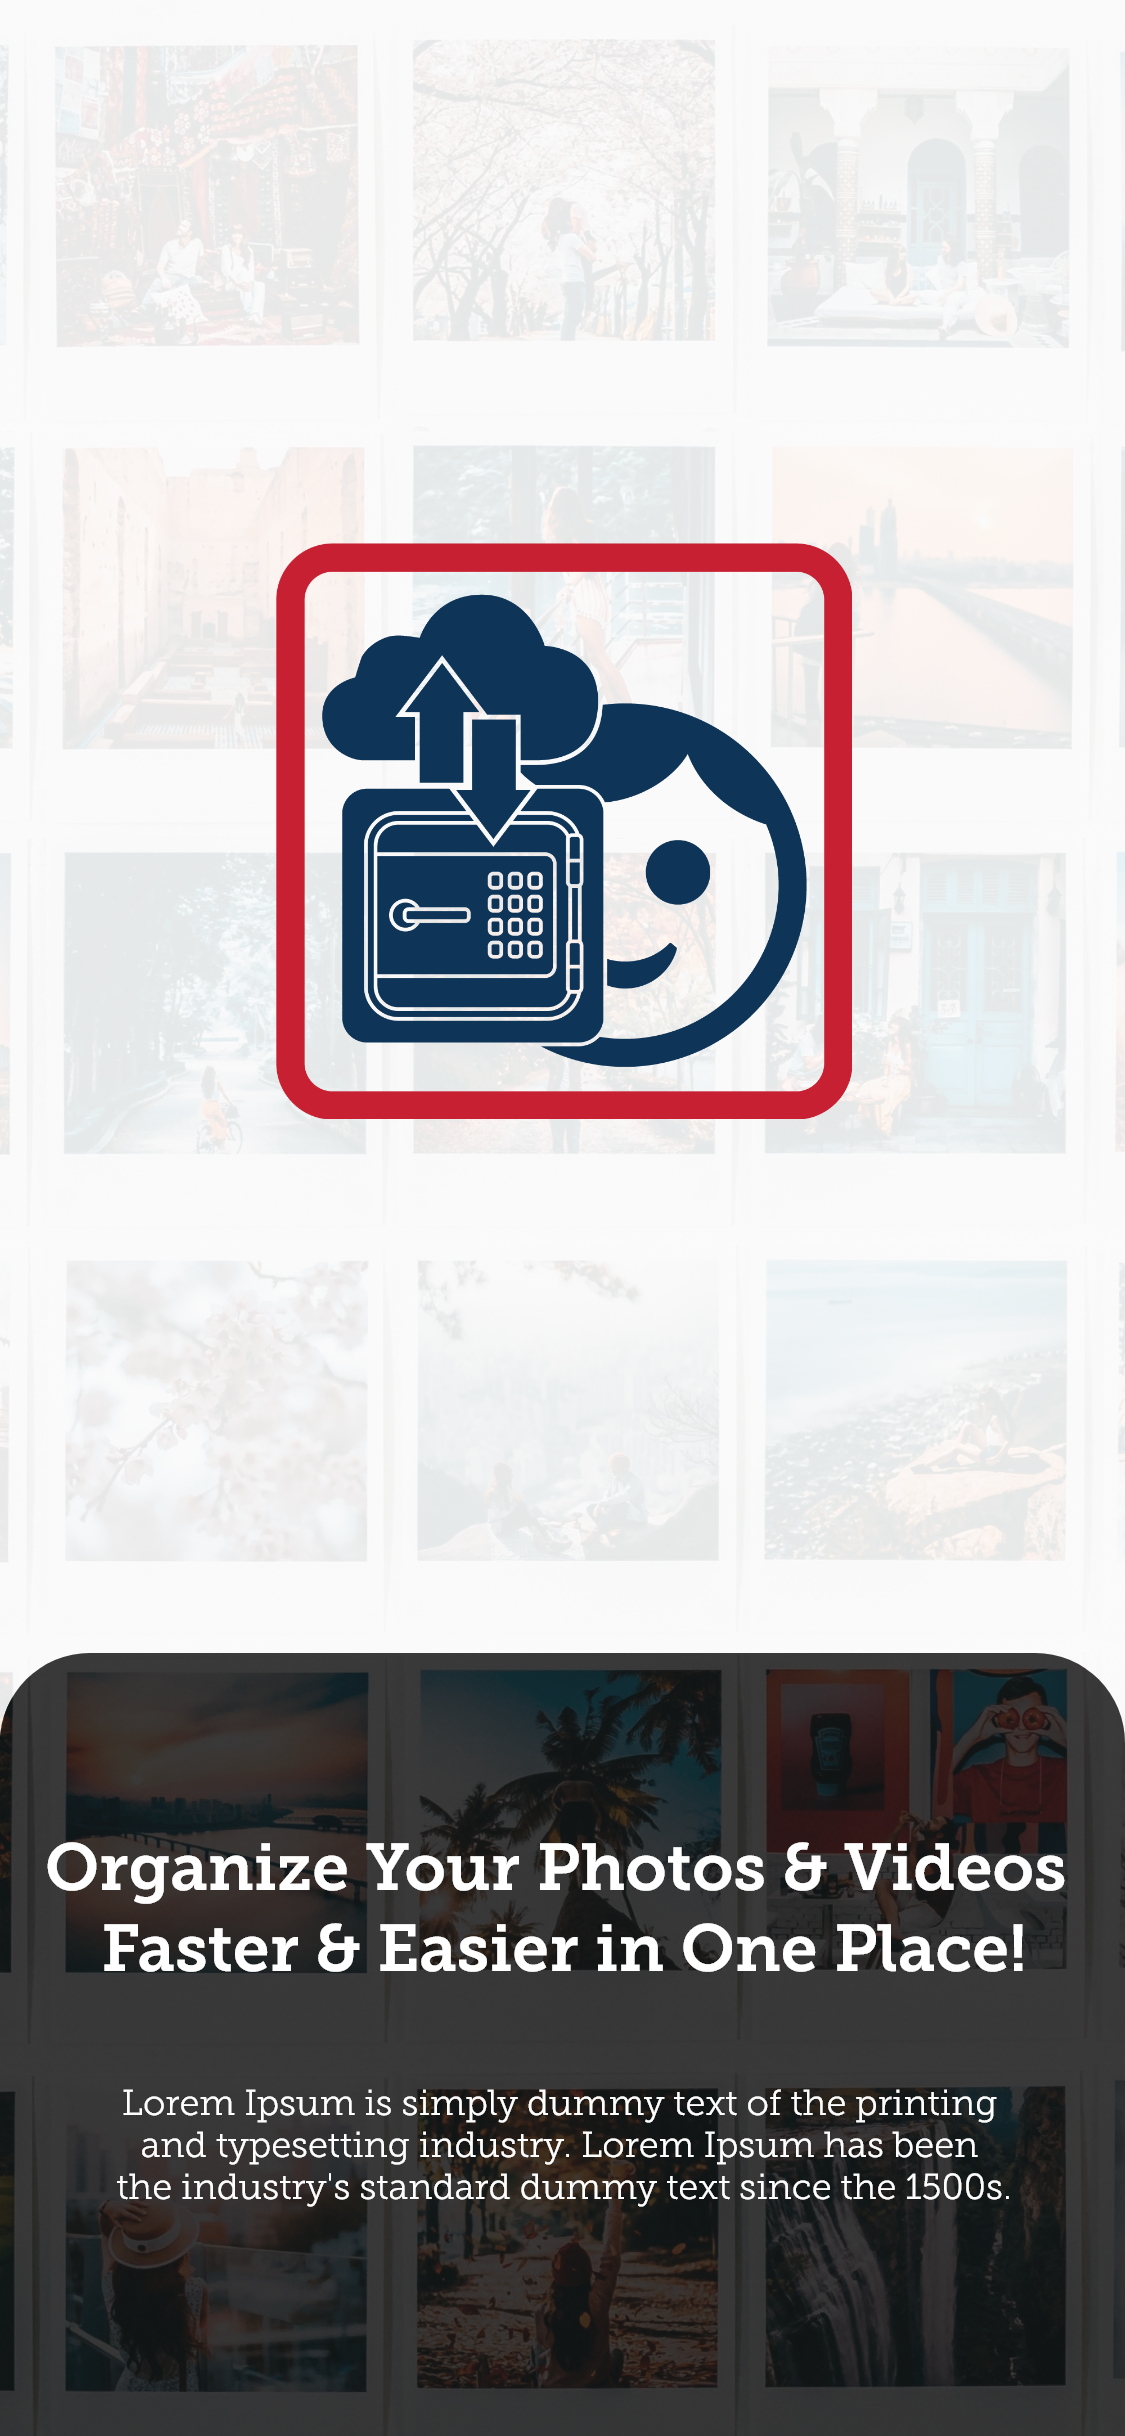 Organize Your Photos & Videos
Faster & Easier in One Place!
Lorem Ipsum is simply dummy text of the printing
and typesetting industry. Lorem Ipsum has been
the industry's standard dummy text since the 1500s.